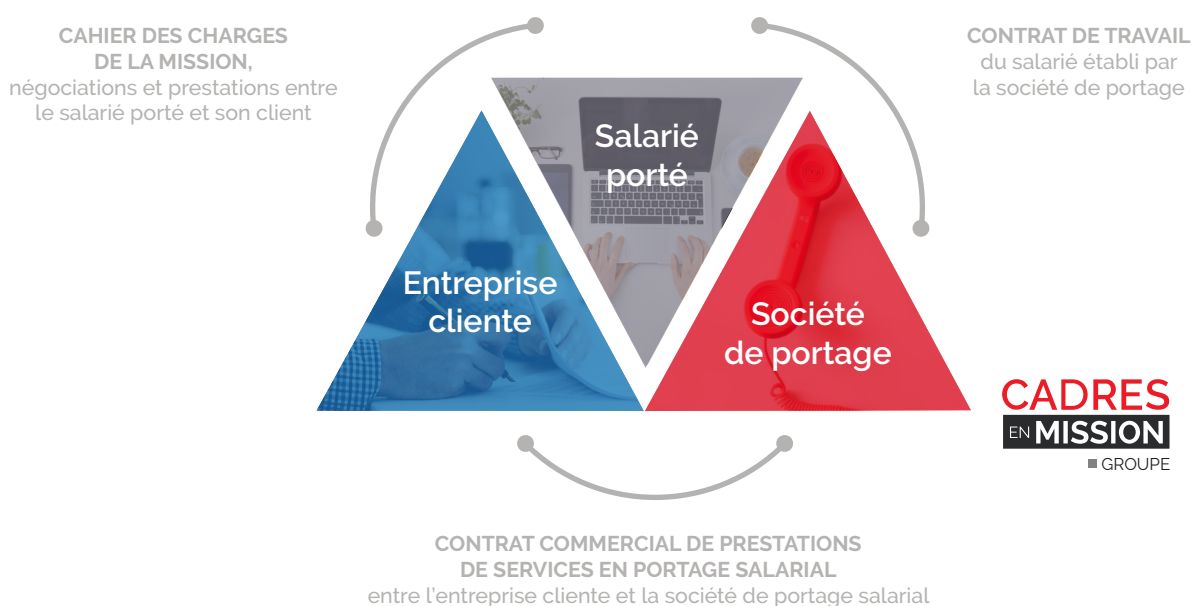 CAHIER DES CHARGES
DE LA MISSION,
négociations et prestations entre
le salarié porté et son client
CONTRAT DE TRAVAIL
du salarié établi par
la société de portage
Salarié
porté
Entreprise
cliente
Société
de portage
CADRES
EN MISSION
GROUPE
CONTRAT COMMERCIAL DE PRESTATIONS
DE SERVICES EN PORTAGE SALARIAL
entre l'entreprise cliente et la société de portage salarial